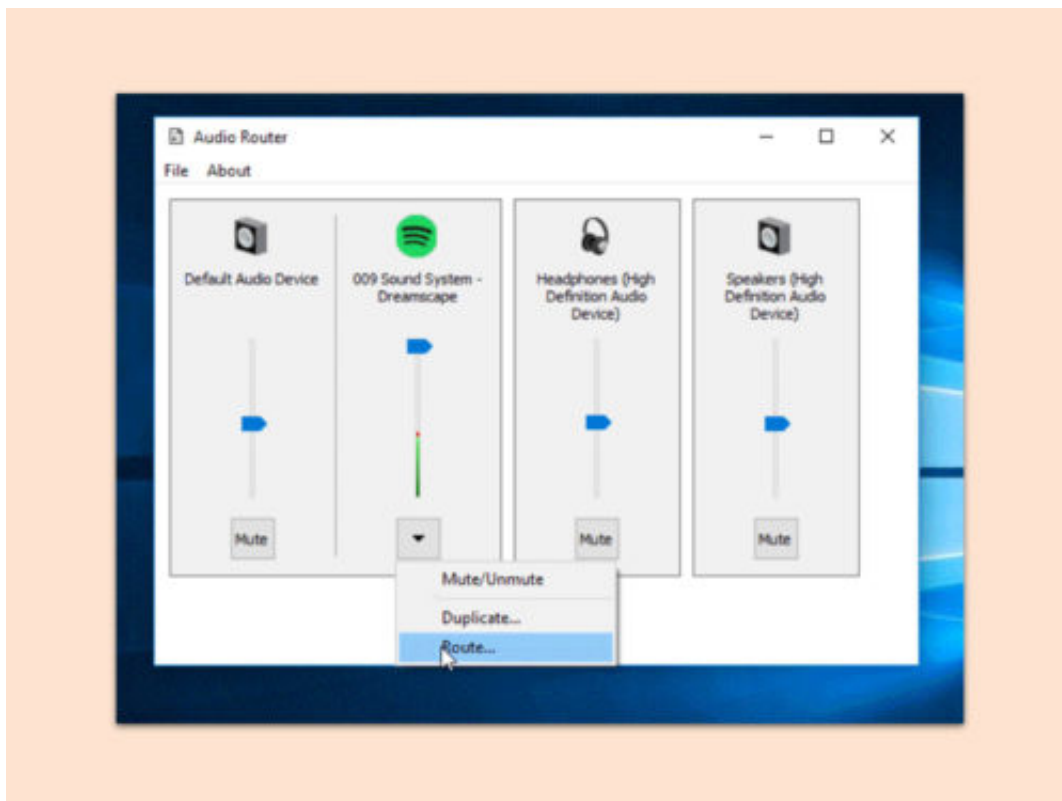 Audio Router
File About
Default Audio Device
009 Sound System -
Dreamscape
Headphones (High
Definition Audio
Device)
Speakers (High
Definition Audio
Device)
Mute
Mute
Mute
Mute/Unmute
Duplicate...
Route...